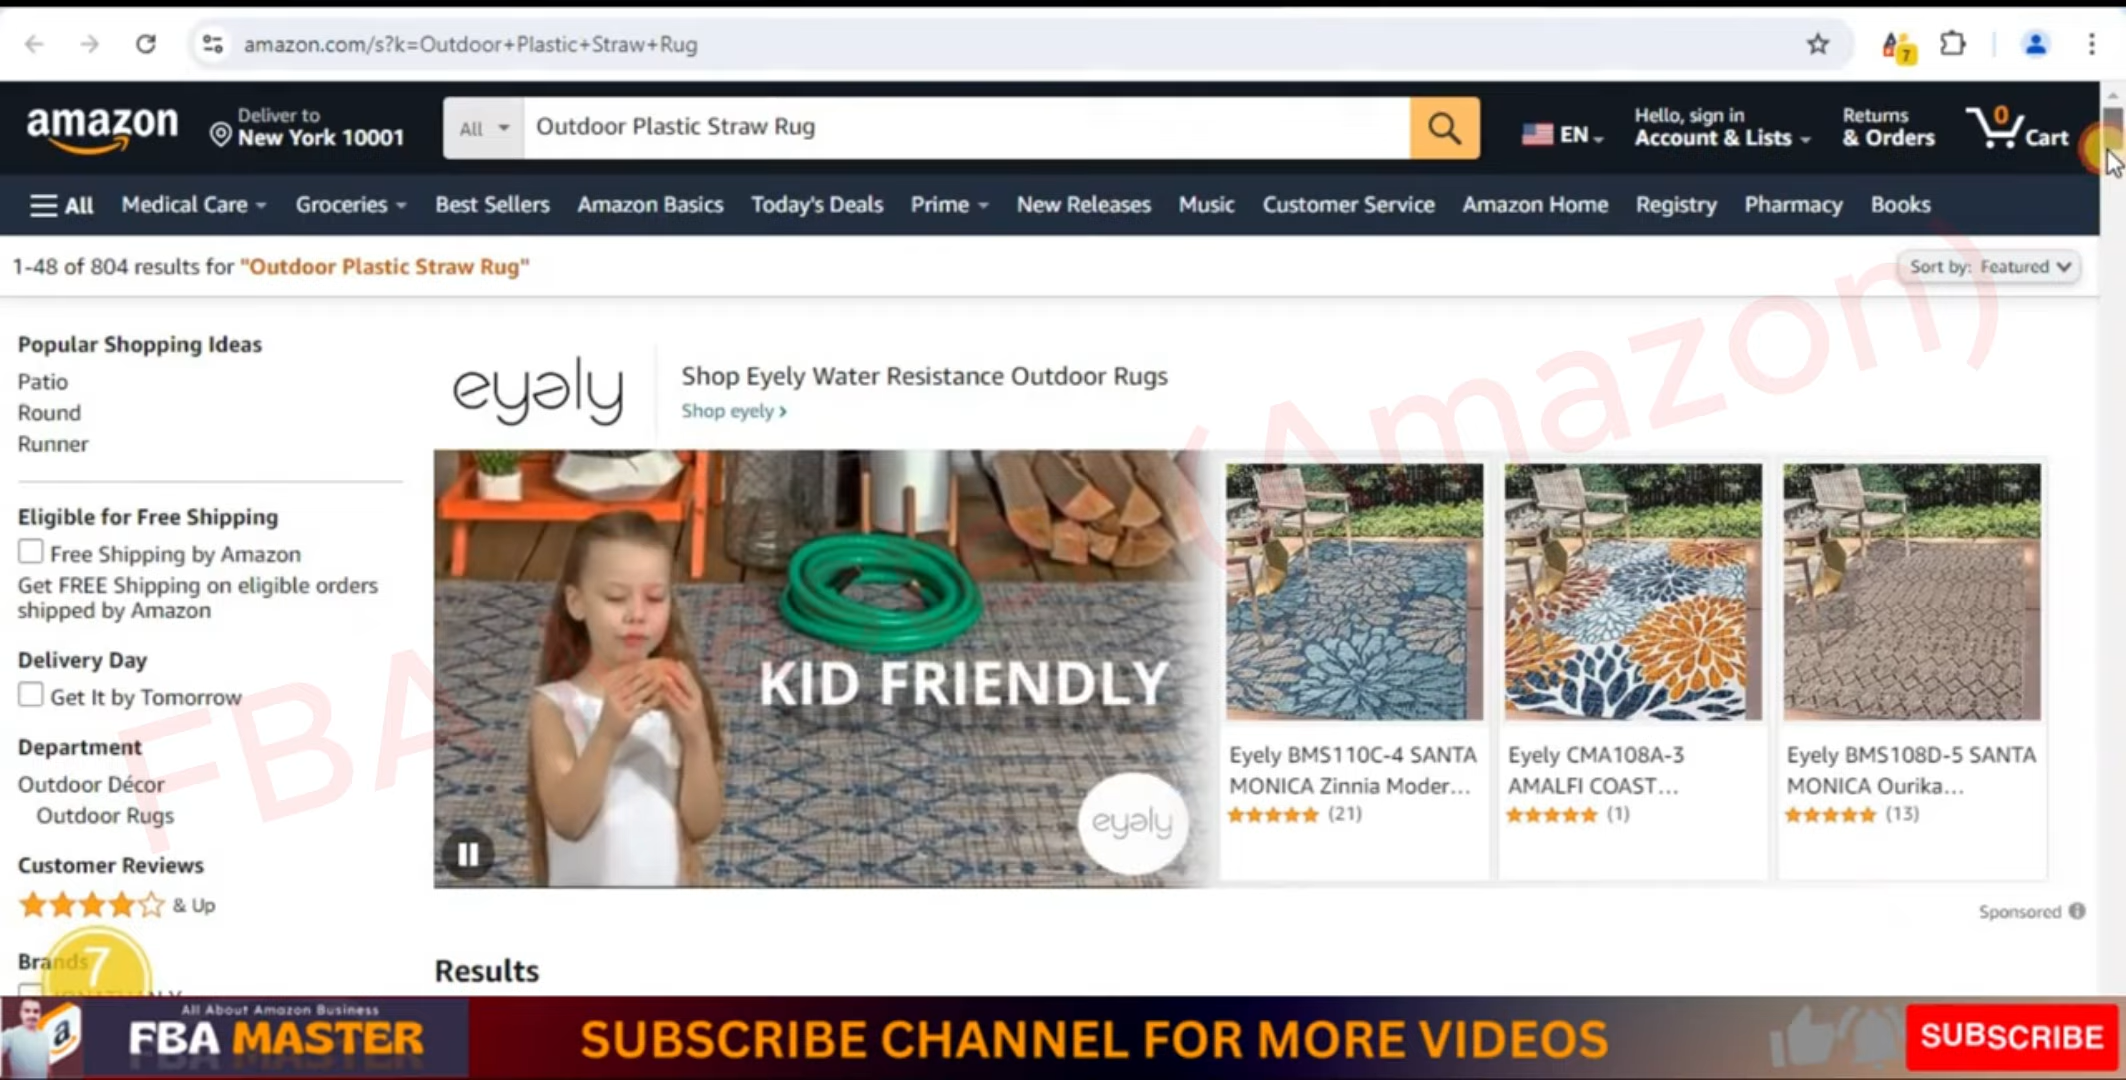 amazon.com/s?k=Outdoor+Plastic+Straw+Rug
7
amazon
Deliver to
New York 10001
All
Outdoor Plastic Straw Rug
EN
Hello, sign in
Account & Lists
Returns
& Orders
0
Cart
All
Medical Care
Groceries
Best Sellers
Amazon Basics
Today's Deals
Prime
New Releases
Music
Customer Service
Amazon Home
Registry
Pharmacy
Books
1-48 of 804 results for "Outdoor Plastic Straw Rug"
Sort by: Featured
Popular Shopping Ideas
Patio
Round
Runner
Eligible for Free Shipping
Free Shipping by Amazon
Get FREE Shipping on eligible orders
shipped by Amazon
Delivery Day
Get It by Tomorrow
Department
Outdoor Décor
Outdoor Rugs
Customer Reviews
& Up
Brands
7
eyely
Shop Eyely Water Resistance Outdoor Rugs
Shop eyely ›
KID FRIENDLY
eyely
Eyely BMS110C-4 SANTA
MONICA Zinnia Moder...
(21)
Eyely CMA108A-3
AMALFI COAST...
(1)
Eyely BMS108D-5 SANTA
MONICA Ourika...
(13)
Sponsored
Results
FBA
(Amazon)
All About Amazon Business
FBA MASTER
SUBSCRIBE CHANNEL FOR MORE VIDEOS
SUBSCRIBE